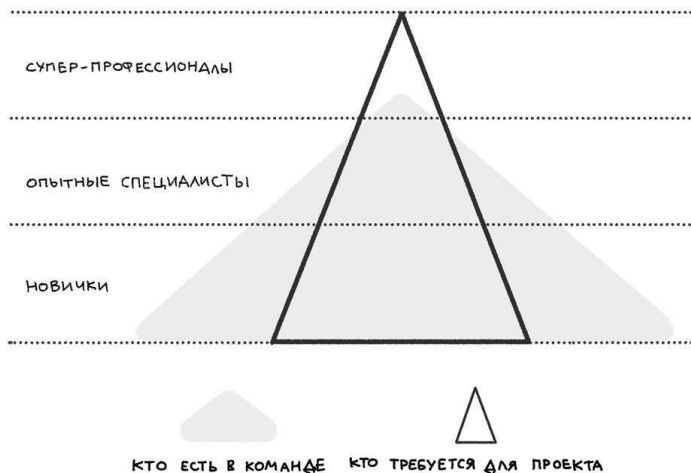 СУПЕР-ПРОФЕССИОНАЛЫ
ОПЫТНЫЕ СПЕЦИАЛИСТЫ
НОВИЧКИ
КТО ЕСТЬ В КОМАНДЕ КТО ТРЕБУЕТСЯ ДЛЯ ПРОЕКТА